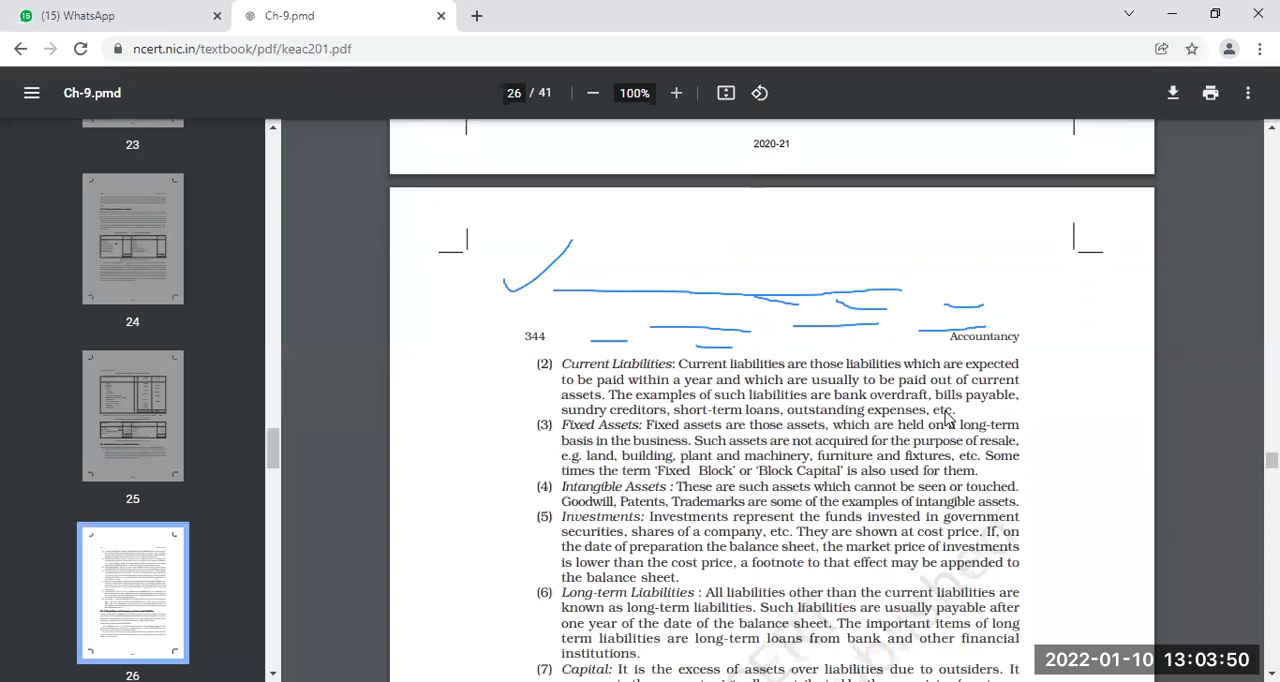 15 (15) WhatsApp
Ch-9.pmd
ncert.nic.in/textbook/pdf/keac201.pdf
Ch-9.pmd
26 / 41
100%
23
24
25
26
2020-21
344
Accountancy
(2) Current Liabilities: Current liabilities are those liabilities which are expected
to be paid within a year and which are usually to be paid out of current
assets. The examples of such liabilities are bank overdraft, bills payable,
sundry creditors, short-term loans, outstanding expenses, etc.
(3) Fixed Assets: Fixed assets are those assets, which are held on a long-term
basis in the business. Such assets are not acquired for the purpose of resale,
e.g. land, building, plant and machinery, furniture and fixtures, etc. Some
times the term ‘Fixed Block’ or ‘Block Capital’ is also used for them.
(4) Intangible Assets : These are such assets which cannot be seen or touched.
Goodwill, Patents, Trademarks are some of the examples of intangible assets.
(5) Investments: Investments represent the funds invested in government
securities, shares of a company, etc. They are shown at cost price. If, on
the date of preparation the balance sheet, the market price of investments
is lower than the cost price, a footnote to that effect may be appended to
the balance sheet.
(6) Long-term Liabilities : All liabilities other than the current liabilities are
known as long-term liabilities. Such liabilities are usually payable after
one year of the date of the balance sheet. The important items of long
term liabilities are long-term loans from bank and other financial
institutions.
(7) Capital: It is the excess of assets over liabilities due to outsiders. It
2022-01-10 13:03:50